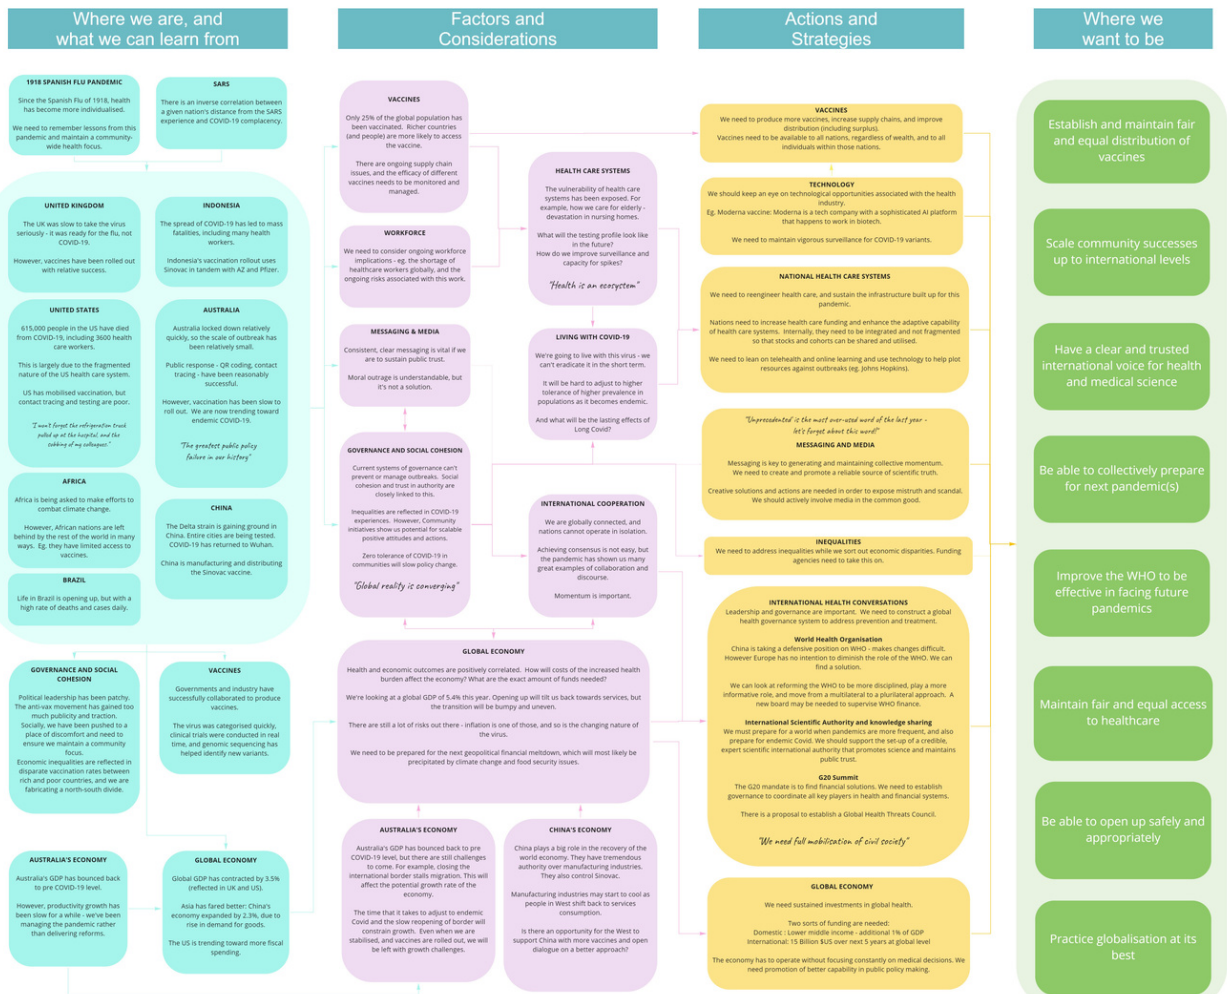 Where we are, and
what we can learn from
Factors and
Considerations
Actions and
Strategies
Where we
want to be
1918 SPANISH FLU PANDEMIC
Since the Spanish Flu of 1918, health
has become more individualised.
We need to remember lessons from this
pandemic and maintain a community-
wide health focus.
SARS
There is an inverse correlation between
a given nation's distance from the SARS
experience and COVID-19 complacency.
UNITED KINGDOM
The UK was slow to take the virus
seriously - it was ready for the flu, not
COVID-19.
However, vaccines have been rolled out
with relative success.
INDONESIA
The spread of COVID-19 has led to mass
fatalities, including many health
workers.
Indonesia's vaccination rollout uses
Sinovac in tandem with AZ and Pfizer.
UNITED STATES
615,000 people in the US have died
from COVID-19, including 3600 health
care workers.
This is largely due to the fragmented
nature of the US health care system.
US has mobilised vaccination, but
contact tracing and testing are poor.
"I won't forget the refrigeration truck
pulled up at the hospital, and the
sobbing of my colleagues."
AUSTRALIA
Australia locked down relatively
quickly, so the scale of outbreak has
been relatively small.
Public response - QR coding, contact
tracing - have been reasonably
successful.
However, vaccination has been slow to
roll out. We are now trending toward
endemic COVID-19.
"The greatest public policy
failure in our history"
AFRICA
Africa is being asked to make efforts to
combat climate change.
However, African nations are left
behind by the rest of the world in many
ways. Eg. they have limited access to
vaccines.
CHINA
The Delta strain is gaining ground in
China. Entire cities are being tested.
COVID-19 has returned to Wuhan.
China is manufacturing and distributing
the Sinovac vaccine.
BRAZIL
Life in Brazil is opening up, but with a
high rate of deaths and cases daily.
GOVERNANCE AND SOCIAL
COHESION
Political leadership has been patchy.
The anti-vax movement has gained too
much publicity and traction.
Socially, we have been pushed to a
place of discomfort and need to
ensure we maintain a community
focus.
Economic inequalities are reflected in
disparate vaccination rates between
rich and poor countries, and we are
fabricating a north-south divide.
VACCINES
Governments and industry have
successfully collaborated to produce
vaccines.
The virus was categorised quickly,
clinical trials were conducted in real
time, and genomic sequencing has
helped identify new variants.
AUSTRALIA'S ECONOMY
Australia's GDP has bounced back
to pre COVID-19 level.
However, productivity growth has
been slow for a while - we've been
managing the pandemic rather
than delivering reforms.
GLOBAL ECONOMY
Global GDP has contracted by 3.5%
(reflected in UK and US).
Asia has fared better: China's
economy expanded by 2.3%, due to
rise in demand for goods.
The US is trending toward more fiscal
spending.
VACCINES
Only 25% of the global population has
been vaccinated. Richer countries
(and people) are more likely to access
the vaccine.
There are ongoing supply chain
issues, and the efficacy of different
vaccines needs to be monitored and
managed.
WORKFORCE
We need to consider ongoing workforce
implications - eg. the shortage of
healthcare workers globally, and the
ongoing risks associated with this work.
HEALTH CARE SYSTEMS
The vulnerability of health care
systems has been exposed. For
example, how we care for elderly -
devastation in nursing homes.
What will the testing profile look like
in the future?
How do we improve surveillance and
capacity for spikes?
"Health is an ecosystem"
MESSAGING & MEDIA
Consistent, clear messaging is vital if we
are to sustain public trust.
Moral outrage is understandable, but
it's not a solution.
LIVING WITH COVID-19
We're going to live with this virus - we
can't eradicate it in the short term.
It will be hard to adjust to higher
tolerance of higher prevalence in
populations as it becomes endemic.
And what will be the lasting effects of
Long Covid?
GOVERNANCE AND SOCIAL COHESION
Current systems of governance can't
prevent or manage outbreaks. Social
cohesion and trust in authority are
closely linked to this.
Inequalities are reflected in COVID-19
experiences. However, Community
initiatives show us potential for scalable
positive attitudes and actions.
Zero tolerance of COVID-19 in
communities will slow policy change.
"Global reality is converging"
INTERNATIONAL COOPERATION
We are globally connected, and
nations cannot operate in isolation.
Achieving consensus is not easy, but
the pandemic has shown us many
great examples of collaboration and
discourse.
Momentum is important.
GLOBAL ECONOMY
Health and economic outcomes are positively correlated. How will costs of the increased health
burden affect the economy? What are the exact amount of funds needed?
We're looking at a global GDP of 5.4% this year. Opening up will tilt us back towards services, but
the transition will be bumpy and uneven.
There are still a lot of risks out there - inflation is one of those, and so is the changing nature of
the virus.
We need to be prepared for the next geopolitical financial meltdown, which will most likely be
precipitated by climate change and food security issues.
AUSTRALIA'S ECONOMY
Australia's GDP has bounced back to pre
COVID-19 level, but there are still challenges
to come. For example, closing the
international border stalls migration. This will
affect the potential growth rate of the
economy.
The time that it takes to adjust to endemic
Covid and the slow reopening of border will
constrain growth. Even when we are
stabilised, and vaccines are rolled out, we will
be left with growth challenges.
CHINA'S ECONOMY
China plays a big role in the recovery of the
world economy. They have tremendous
authority over manufacturing industries.
They also control Sinovac.
Manufacturing industries may start to cool as
people in West shift back to services
consumption.
Is there an opportunity for the West to
support China with more vaccines and open
dialogue on a better approach?
VACCINES
We need to produce more vaccines, increase supply chains, and improve
distribution (including surplus).
Vaccines need to be available to all nations, regardless of wealth, and to all
individuals within those nations.
TECHNOLOGY
We should keep an eye on technological opportunities associated with the health
industry.
Eg. Moderna vaccine: Moderna is a tech company with a sophisticated AI platform
that happens to work in biotech.
We need to maintain vigorous surveillance for COVID-19 variants.
NATIONAL HEALTH CARE SYSTEMS
We need to reengineer health care, and sustain the infrastructure built up for this
pandemic.
Nations need to increase health care funding and enhance the adaptive capability
of health care systems. Internally, they need to be integrated and not fragmented
so that stocks and cohorts can be shared and utilised.
We need to lean on telehealth and online learning and use technology to help plot
resources against outbreaks (eg. Johns Hopkins).
"Unprecedented' is the most over-used word of the last year -
let's forget about this word!"
MESSAGING AND MEDIA
Messaging is key to generating and maintaining collective momentum.
We need to create and promote a reliable source of scientific truth.
Creative solutions and actions are needed in order to expose mistruth and scandal.
We should actively involve media in the common good.
INEQUALITIES
We need to address inequalities while we sort out economic disparities. Funding
agencies need to take this on.
INTERNATIONAL HEALTH CONVERSATIONS
Leadership and governance are important. We need to construct a global
health governance system to address prevention and treatment.
World Health Organisation
China is taking a defensive position on WHO - makes changes difficult.
However Europe has no intention to diminish the role of the WHO. We can
find a solution.
We can look at reforming the WHO to be more disciplined, play a more
informative role, and move from a multilateral to a plurilateral approach. A
new board may be needed to supervise WHO finance.
International Scientific Authority and knowledge sharing
We must prepare for a world when pandemics are more frequent, and also
prepare for endemic Covid. We should support the set-up of a credible,
expert scientific international authority that promotes science and maintains
public trust.
G20 Summit
The G20 mandate is to find financial solutions. We need to establish
governance to coordinate all key players in health and financial systems.
There is a proposal to establish a Global Health Threats Council.
"We need full mobilisation of civil society"
GLOBAL ECONOMY
We need sustained investments in global health.
Two sorts of funding are needed:
Domestic : Lower middle income - additional 1% of GDP
International: 15 Billion $US over next 5 years at global level
The economy has to operate without focusing constantly on medical decisions. We
need promotion of better capability in public policy making.
Establish and maintain fair
and equal distribution of
vaccines
Scale community successes
up to international levels
Have a clear and trusted
international voice for health
and medical science
Be able to collectively prepare
for next pandemic(s)
Improve the WHO to be
effective in facing future
pandemics
Maintain fair and equal access
to healthcare
Be able to open up safely and
appropriately
Practice globalisation at its
best